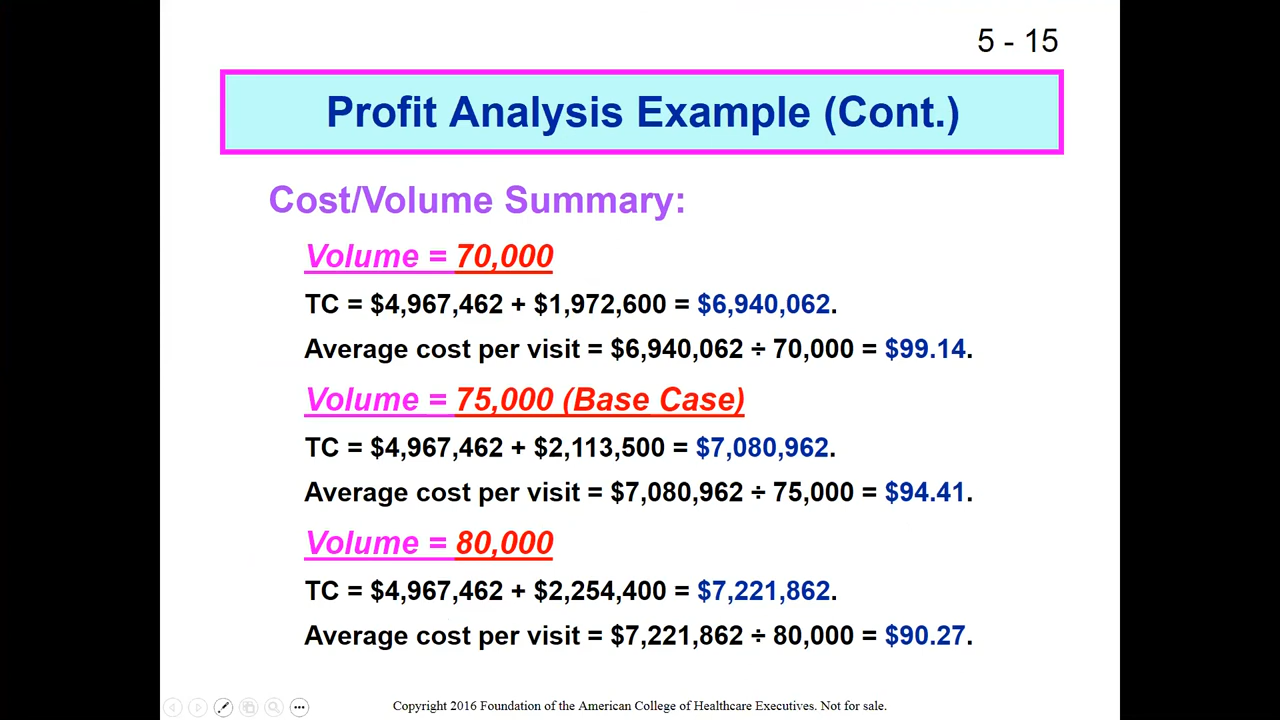 5 - 15
Profit Analysis Example (Cont.)
Cost/Volume Summary:
Volume = 70,000
TC = $4,967,462 + $1,972,600 = $6,940,062.
Average cost per visit = $6,940,062 ÷ 70,000 = $99.14.
Volume = 75,000 (Base Case)
TC = $4,967,462 + $2,113,500 = $7,080,962.
Average cost per visit = $7,080,962 ÷ 75,000 = $94.41.
Volume = 80,000
TC = $4,967,462 + $2,254,400 = $7,221,862.
Average cost per visit = $7,221,862 ÷ 80,000 = $90.27.
Copyright 2016 Foundation of the American College of Healthcare Executives. Not for sale.